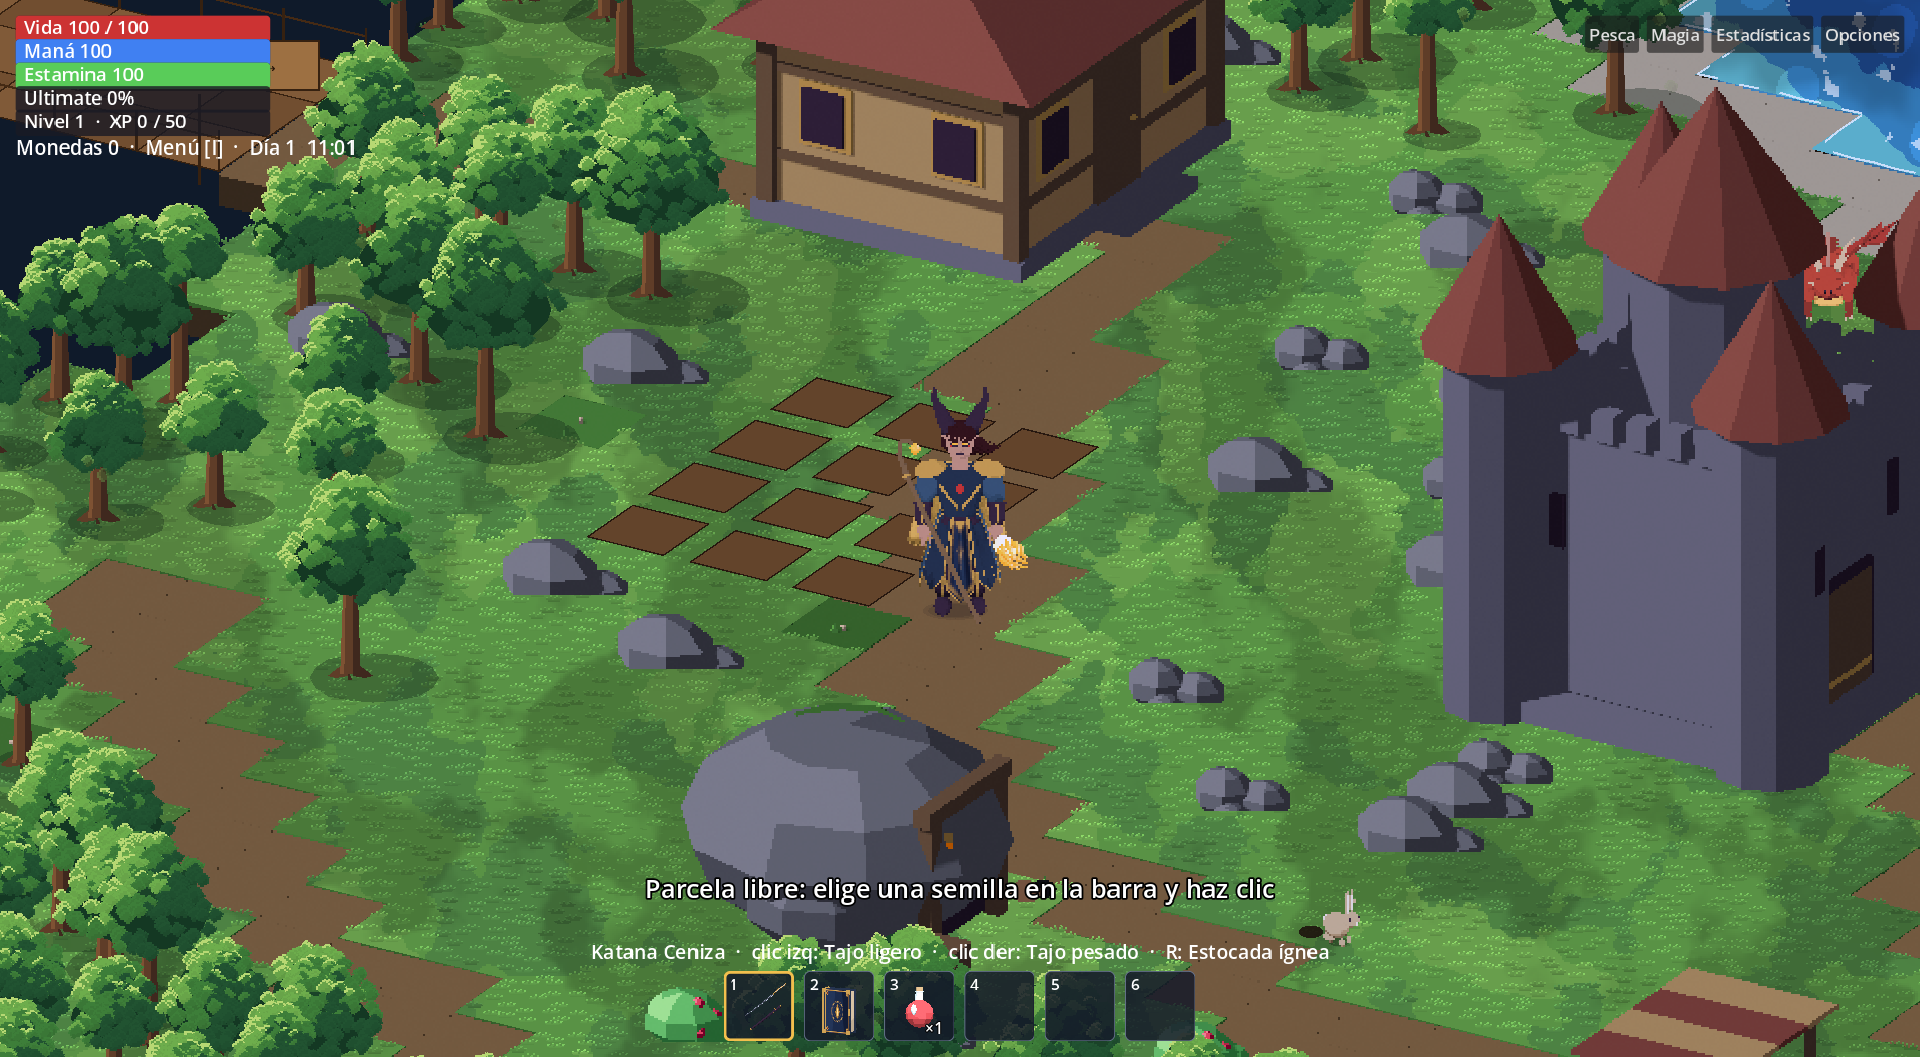 Vida 100 / 100
Maná 100
Estamina 100
Ultimate 0%
Nivel 1 · XP 0 / 50
Monedas 0 · Menú [I] · Día 1 11:01
Pesca Magia Estadísticas Opciones
Parcela libre: elige una semilla en la barra y haz clic
Katana Ceniza · clic izq: Tajo ligero · clic der: Tajo pesado · R: Estocada ígnea
1 2 3 4 5 6
×1